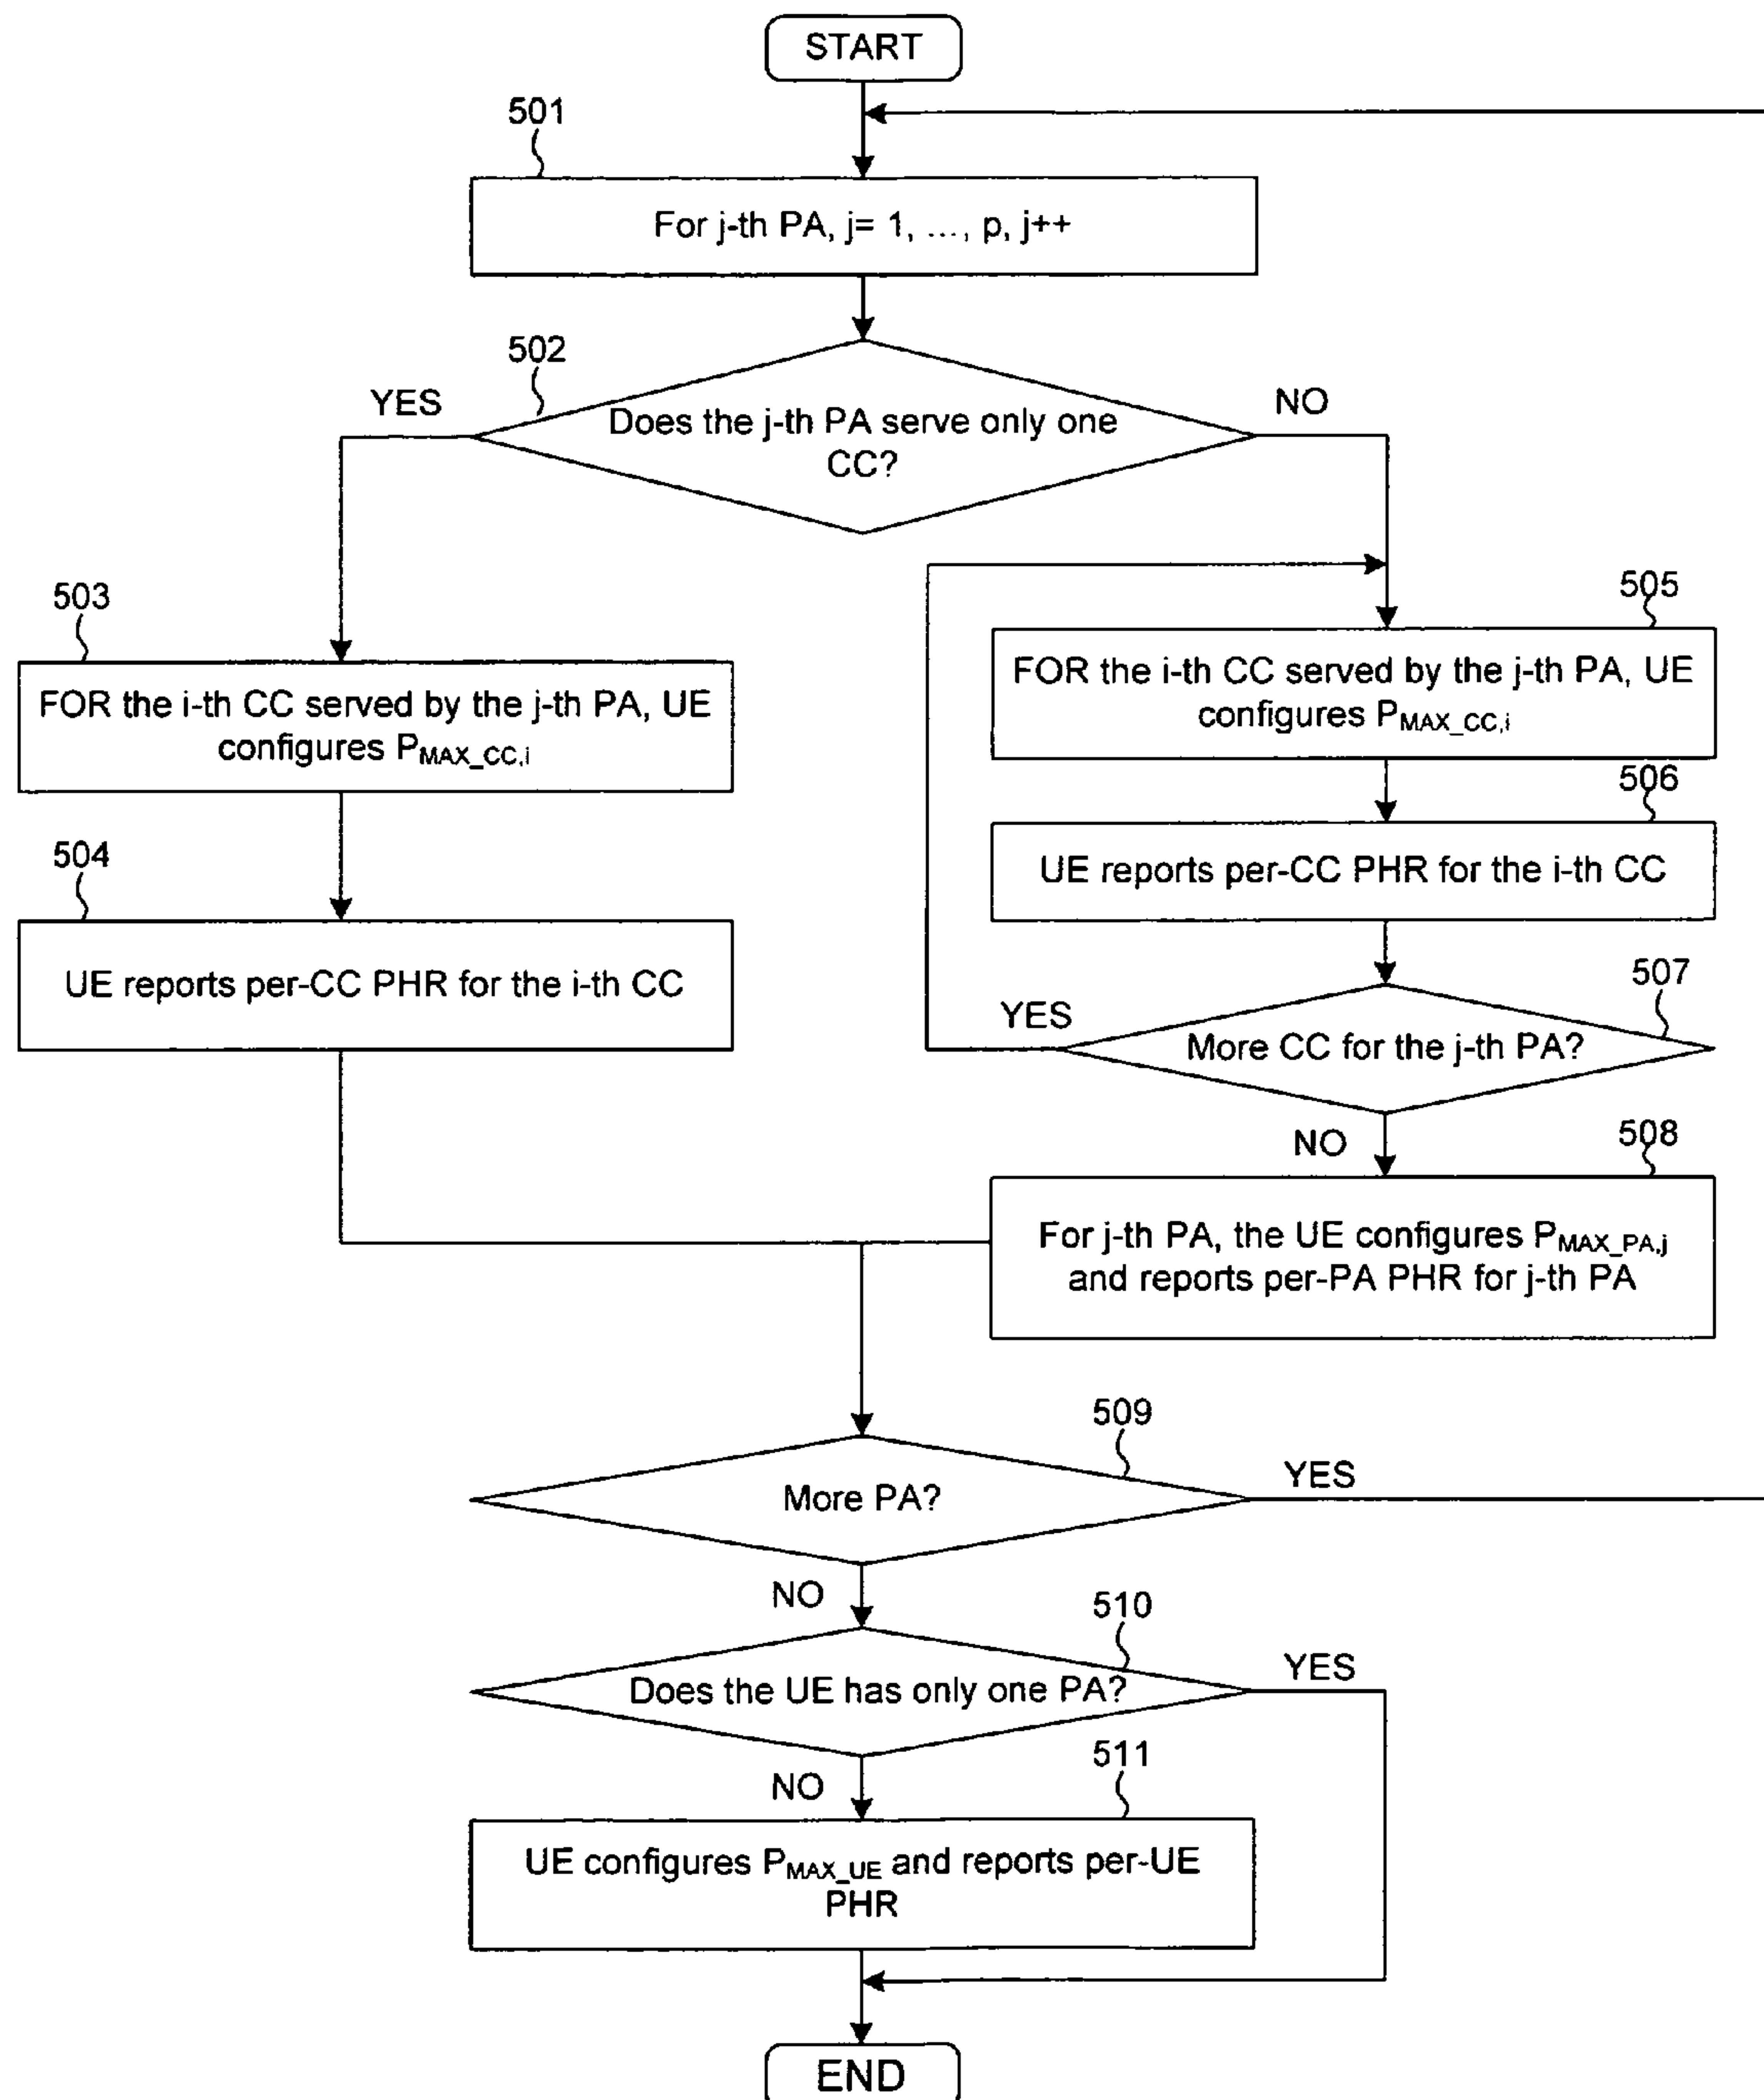 START
501
For j-th PA, j= 1, ..., p, j++
502
YES
NO
Does the j-th PA serve only one
CC?
503
FOR the i-th CC served by the j-th PA, UE
configures P_MAX_CC,i
504
UE reports per-CC PHR for the i-th CC
505
FOR the i-th CC served by the j-th PA, UE
configures P_MAX_CC,i
506
UE reports per-CC PHR for the i-th CC
507
YES
More CC for the j-th PA?
NO
508
For j-th PA, the UE configures P_MAX_PA,j
and reports per-PA PHR for j-th PA
509
More PA?
YES
NO
510
Does the UE has only one PA?
YES
NO
511
UE configures P_MAX_UE and reports per-UE
PHR
END